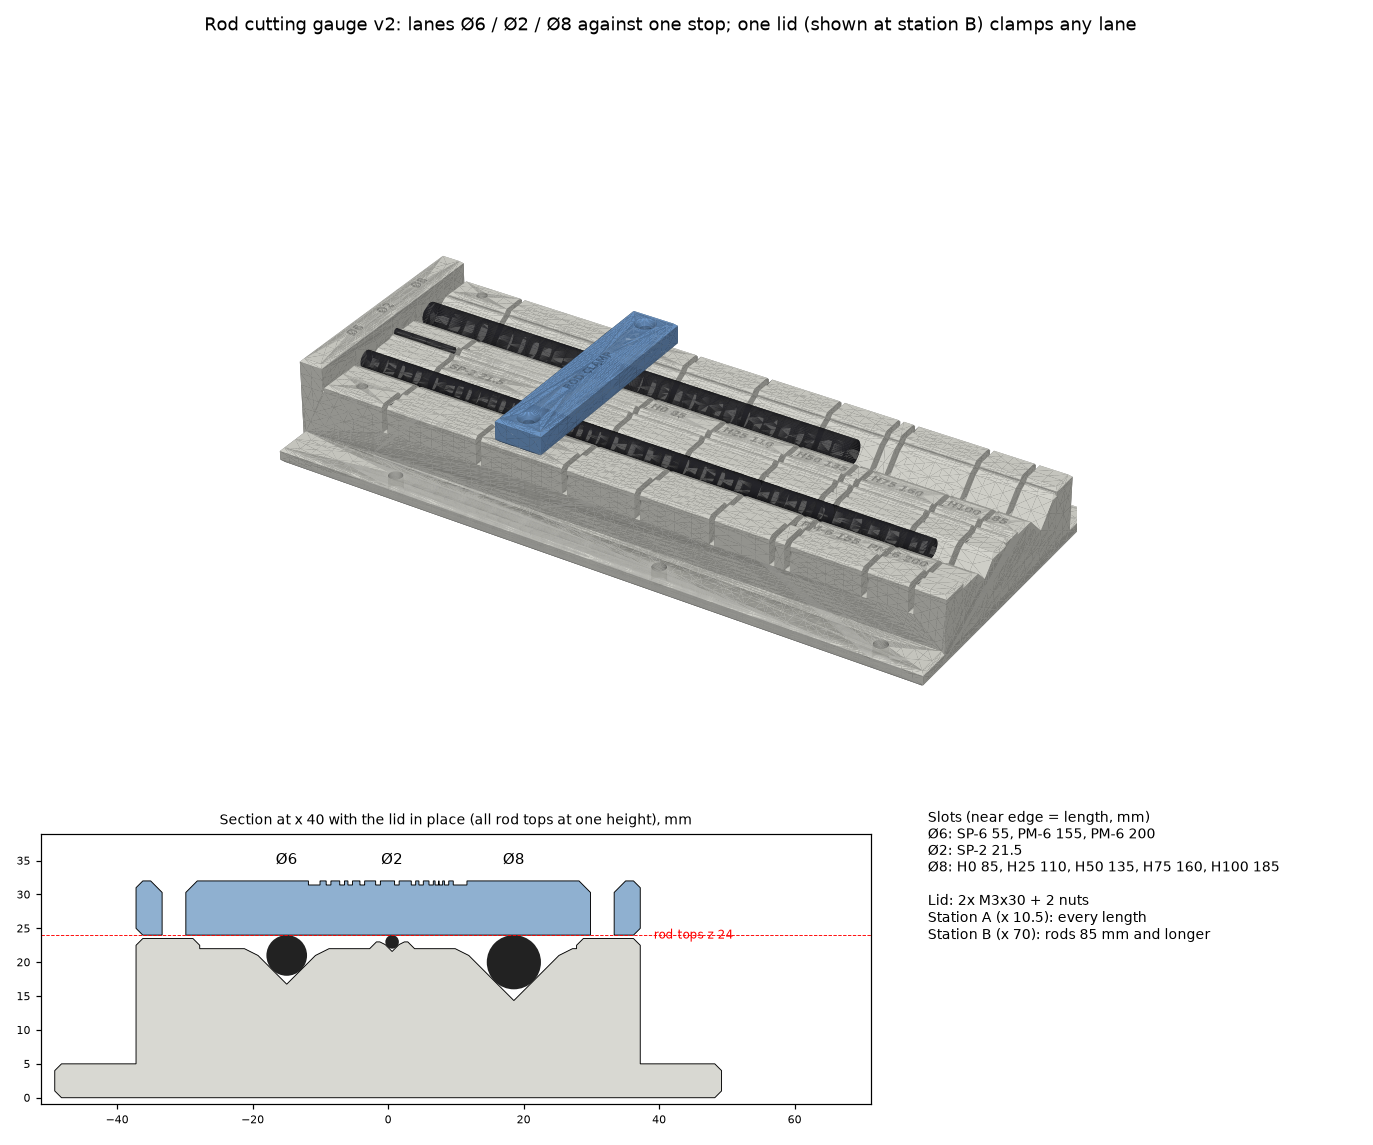 Rod cutting gauge v2: lanes Ø6 / Ø2 / Ø8 against one stop; one lid (shown at station B) clamps any lane
Ø8
Ø2
Ø6
ROD CLAMP
SP-2 21.5
H0 85
H25 110
H50 135
H75 160
H100 185
PM-6 200
Section at x 40 with the lid in place (all rod tops at one height), mm
Ø6 Ø2 Ø8
rod tops z 24
35
30
25
20
15
10
5
0
−40 −20 0 20 40 60
Slots (near edge = length, mm)
Ø6: SP-6 55, PM-6 155, PM-6 200
Ø2: SP-2 21.5
Ø8: H0 85, H25 110, H50 135, H75 160, H100 185
Lid: 2x M3x30 + 2 nuts
Station A (x 10.5): every length
Station B (x 70): rods 85 mm and longer